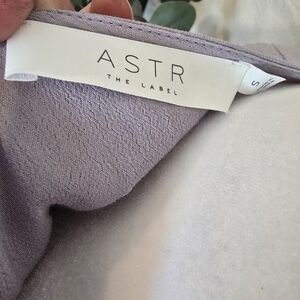 ASTR
THE LABEL
S